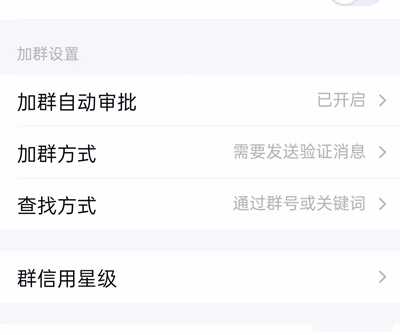 加群设置
加群自动审批 已开启
加群方式 需要发送验证消息
查找方式 通过群号或关键词
群信用星级